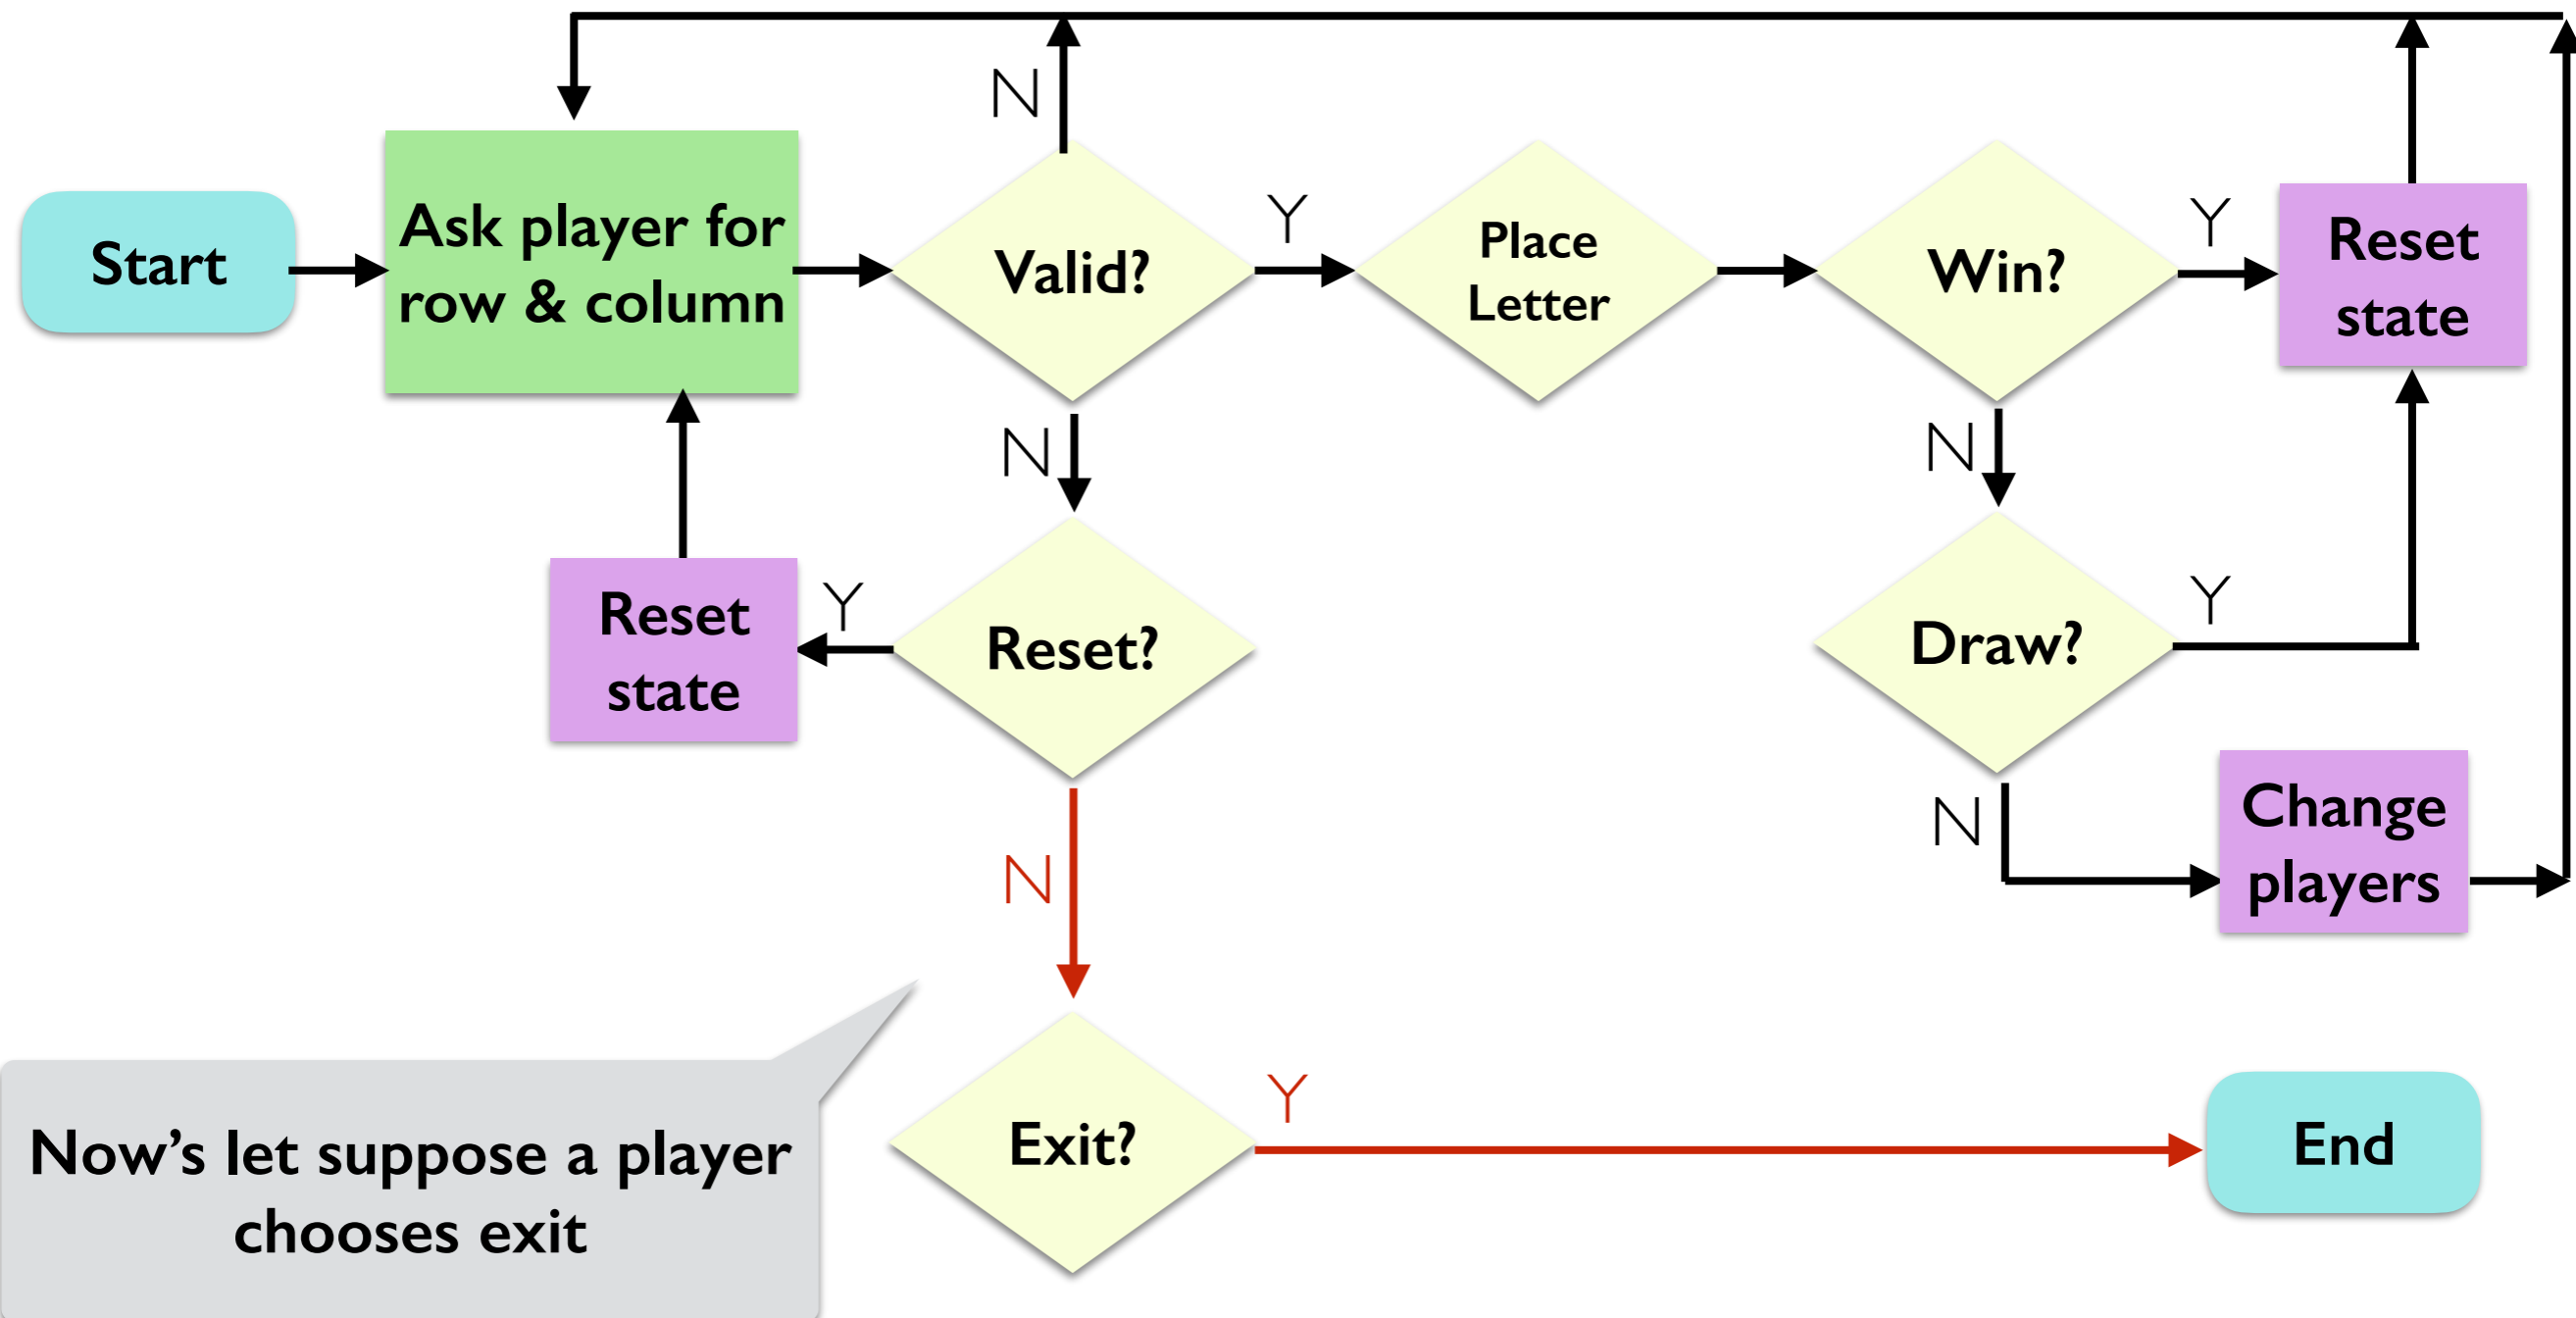 N
Start
Ask player for
row & column
Valid?
Y
Place
Letter
Win?
Y
Reset
state
N
N
Reset
state
Y
Reset?
Draw?
Y
N
N
Change
players
Now's let suppose a player
chooses exit
Exit?
Y
End